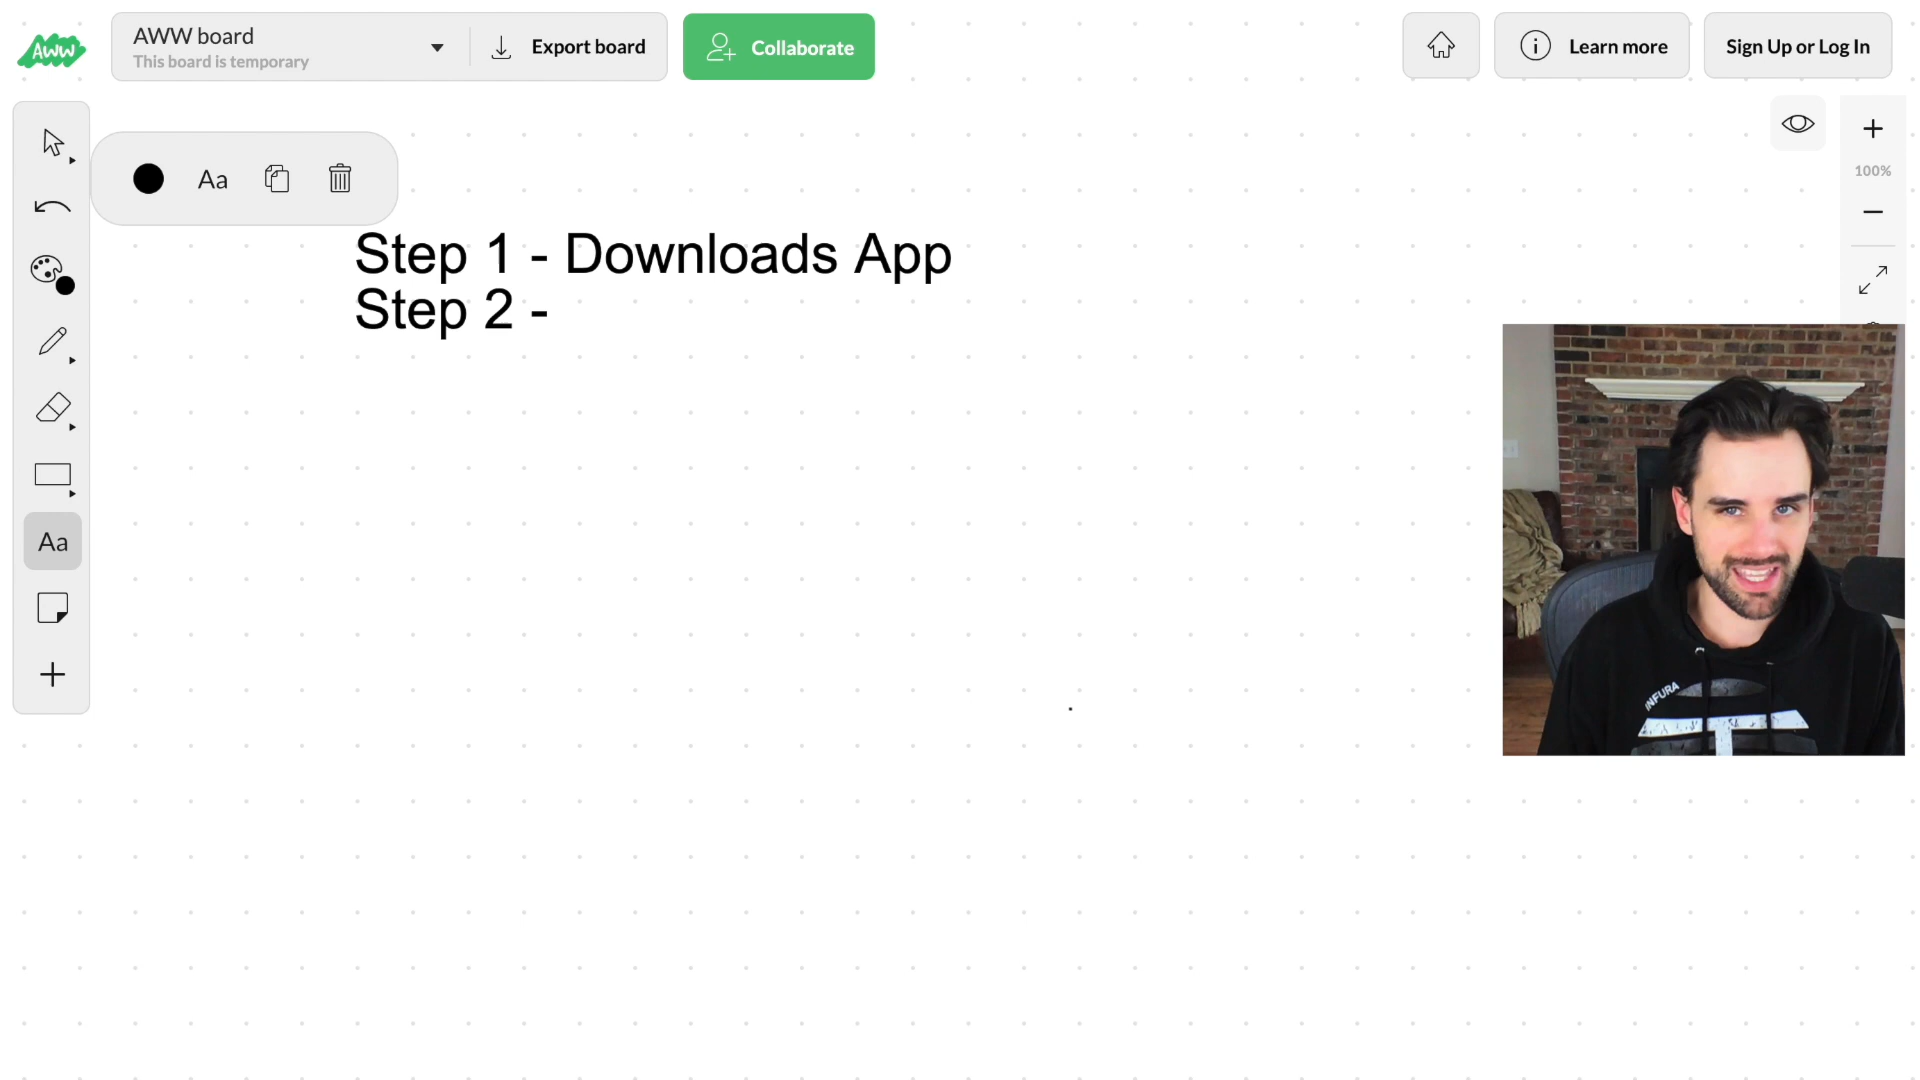 AWW
AWW board
This board is temporary
Export board
Collaborate
Learn more
Sign Up or Log In
Aa
100%
Step 1 - Downloads App
Step 2 -
Aa
INFURA